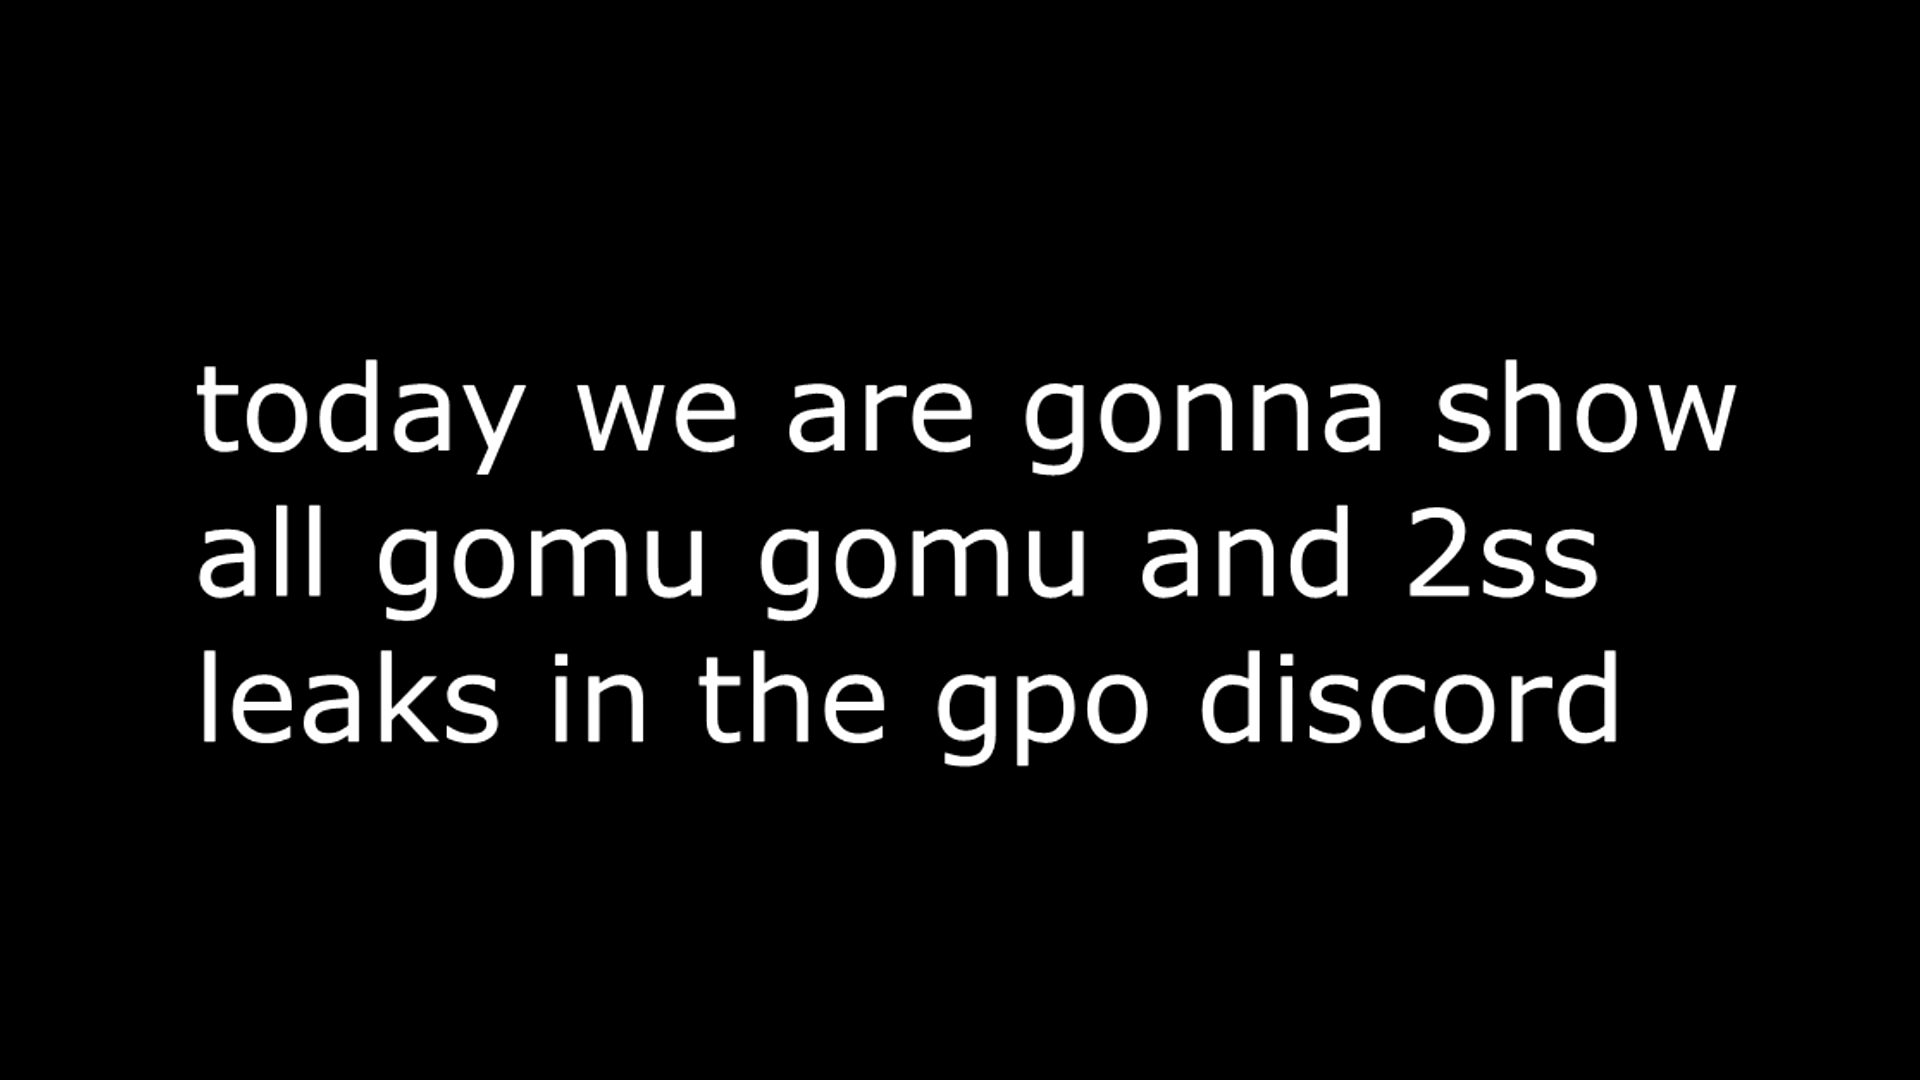 today we are gonna show
all gomu gomu and 2ss
leaks in the gpo discord